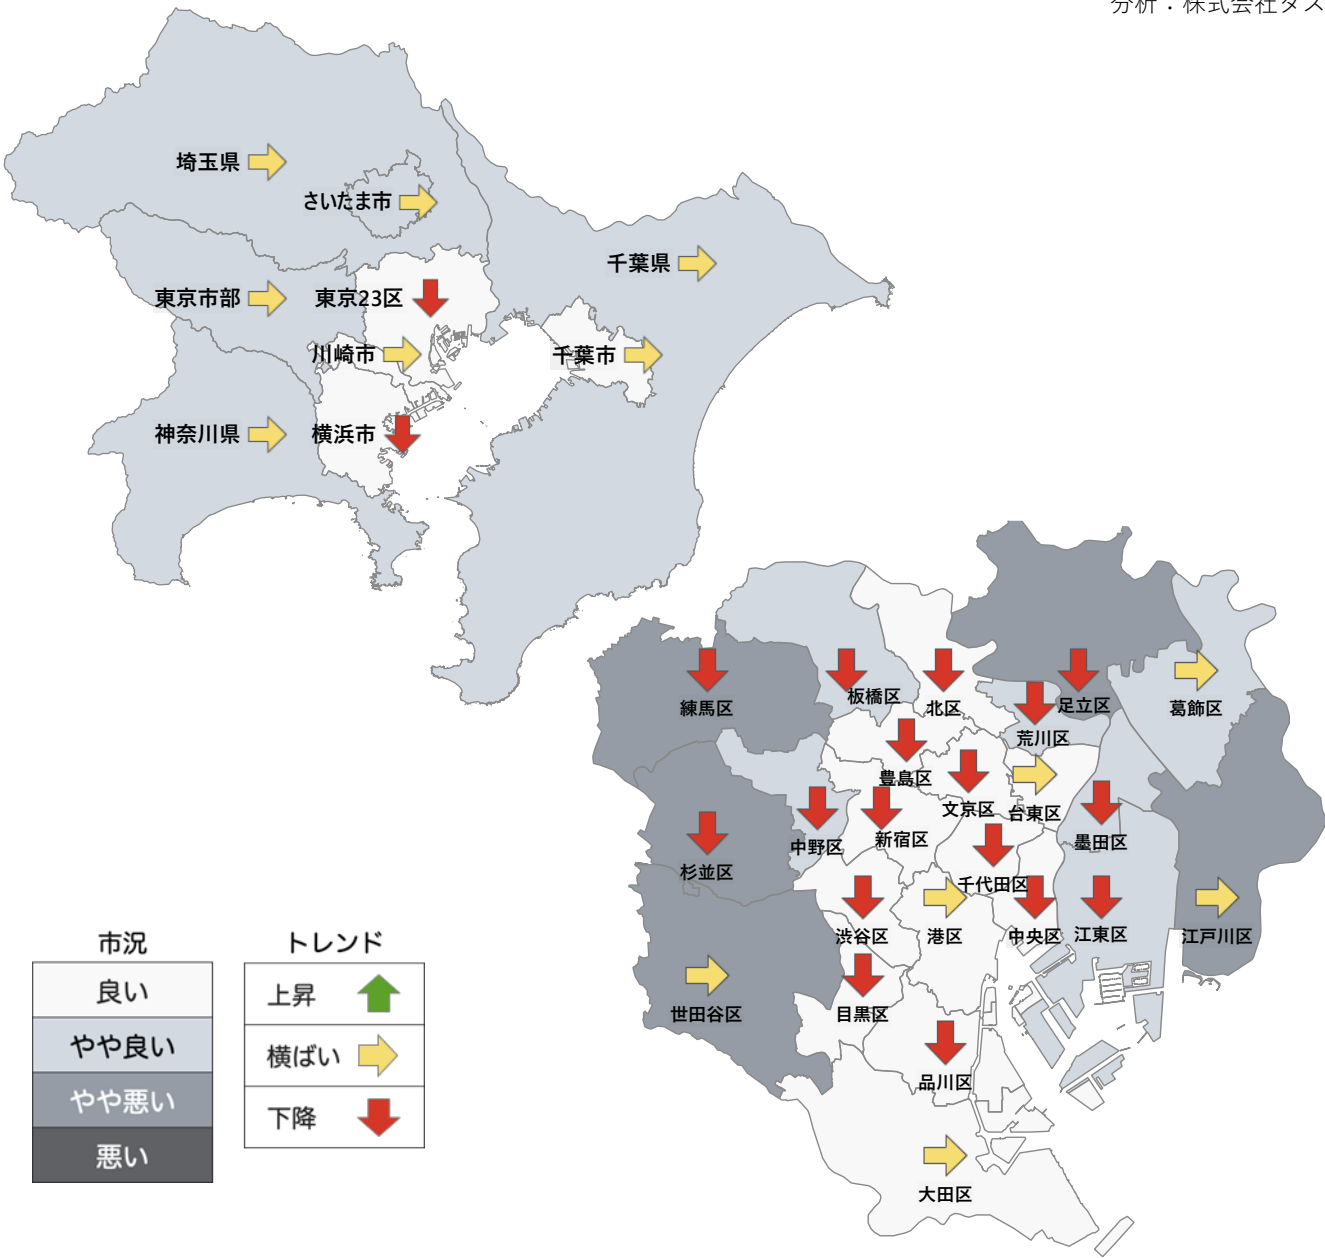 分析：株式会社タス
埼玉県
さいたま市
千葉県
東京市部
東京23区
川崎市
千葉市
神奈川県
横浜市
練馬区
板橋区
北区
足立区
葛飾区
荒川区
豊島区
文京区
台東区
中野区
新宿区
墨田区
杉並区
千代田区
渋谷区
港区
中央区
江東区
江戸川区
世田谷区
目黒区
品川区
大田区
市況
良い
やや良い
やや悪い
悪い
トレンド
上昇
横ばい
下降